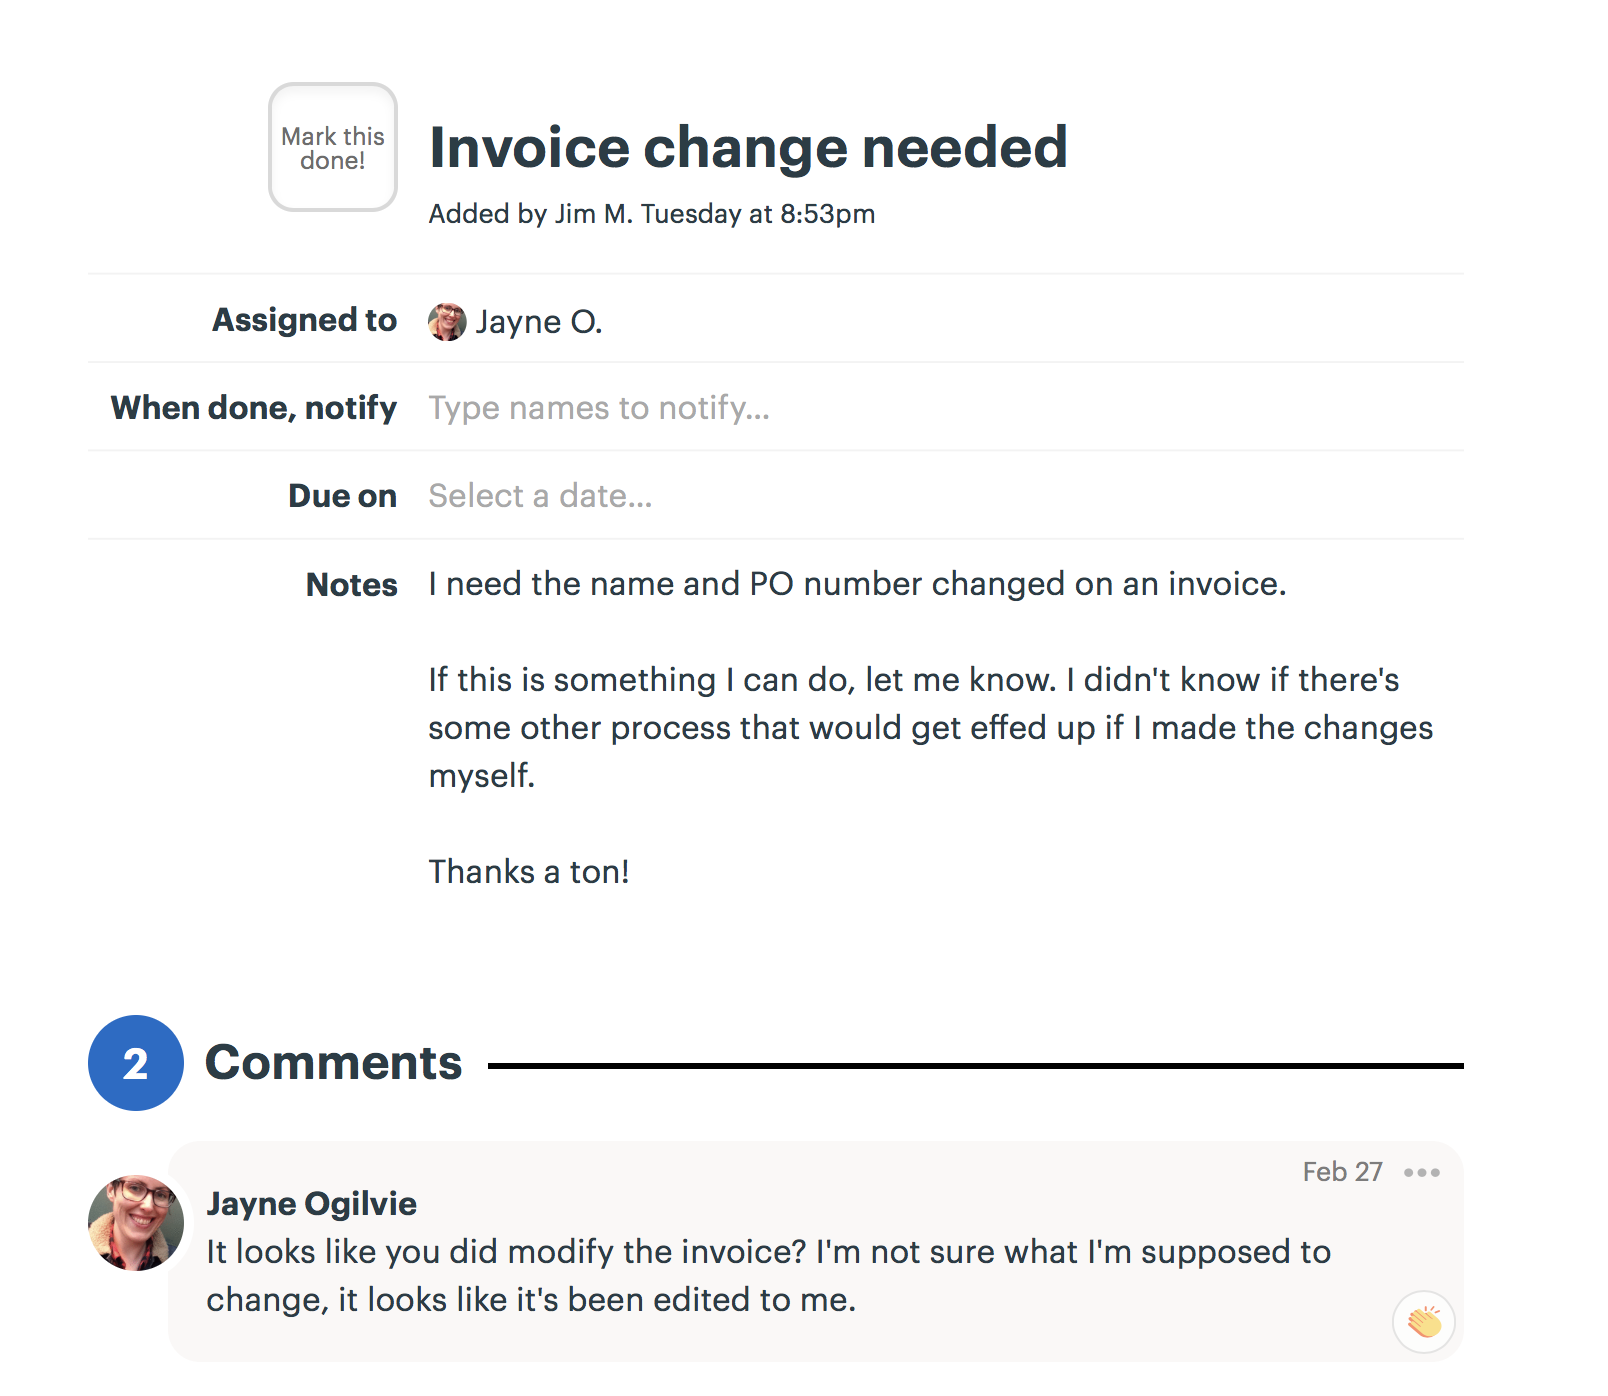 Mark this
done!
Invoice change needed
Added by Jim M. Tuesday at 8:53pm
Assigned to Jayne O.
When done, notify Type names to notify...
Due on Select a date...
Notes I need the name and PO number changed on an invoice.
If this is something I can do, let me know. I didn't know if there's
some other process that would get effed up if I made the changes
myself.
Thanks a ton!
2 Comments
Feb 27
Jayne Ogilvie
It looks like you did modify the invoice? I'm not sure what I'm supposed to
change, it looks like it's been edited to me.